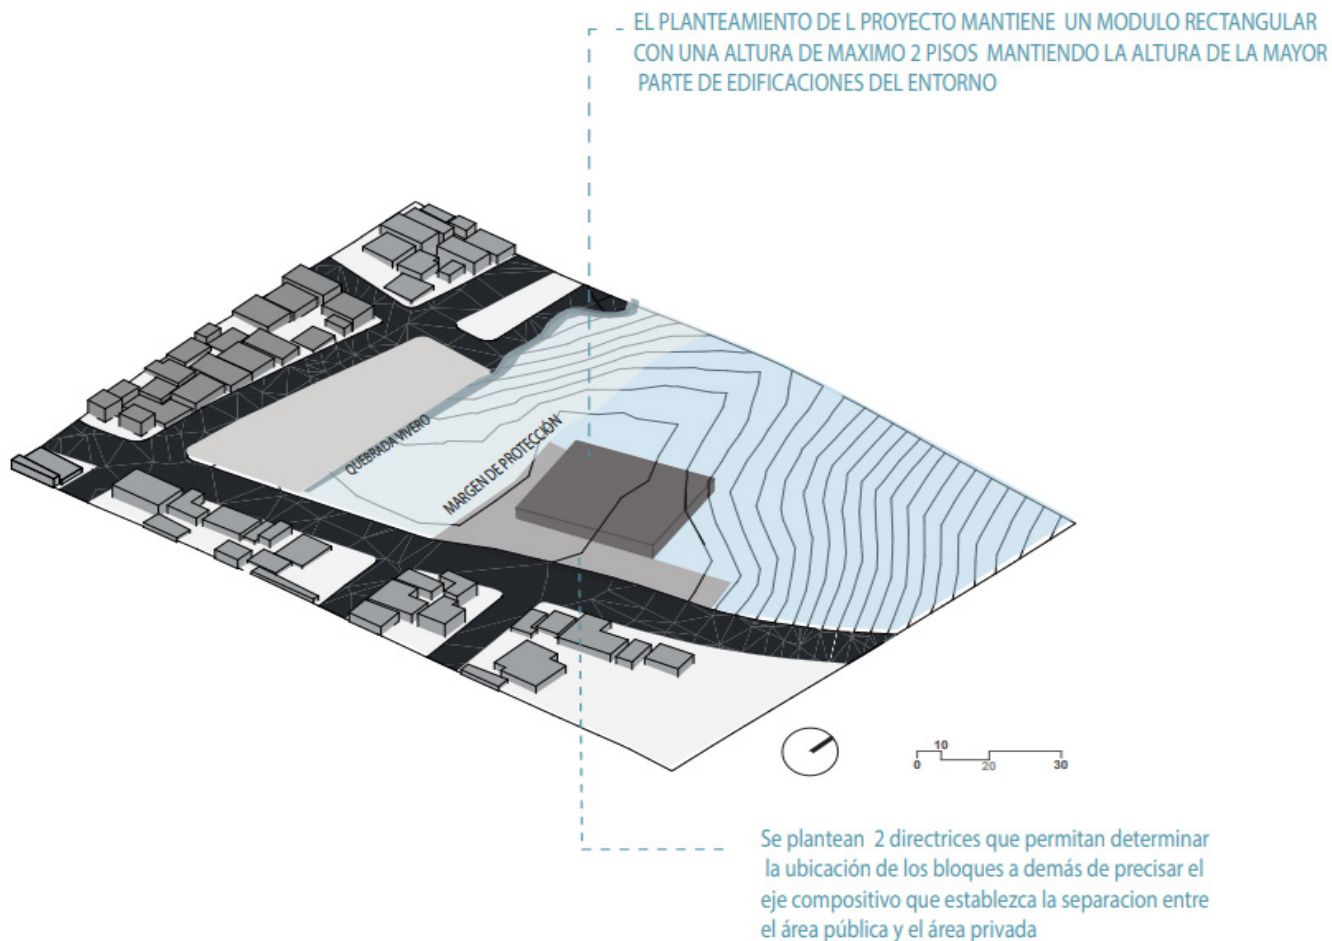 EL PLANTEAMIENTO DE L PROYECTO MANTIENE UN MODULO RECTANGULAR
CON UNA ALTURA DE MAXIMO 2 PISOS MANTIENDO LA ALTURA DE LA MAYOR
PARTE DE EDIFICACIONES DEL ENTORNO
QUEBRADA VIVERO
MARGEN DE PROTECCIÓN
10
0 20 30
Se plantean 2 directrices que permitan determinar
la ubicación de los bloques a demás de precisar el
eje compositivo que establezca la separacion entre
el área pública y el área privada